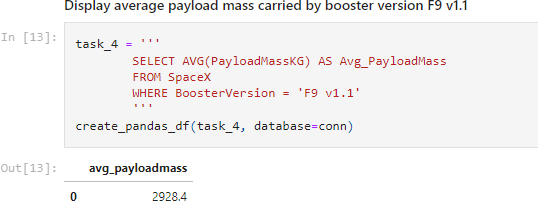 Display average payload mass carried by booster version F9 v1.1
In [13]:
task_4 = '''
SELECT AVG(PayloadMassKG) AS Avg_PayloadMass
FROM SpaceX
WHERE BoosterVersion = 'F9 v1.1'
'''
create_pandas_df(task_4, database=conn)
Out[13]:
avg_payloadmass
0 2928.4